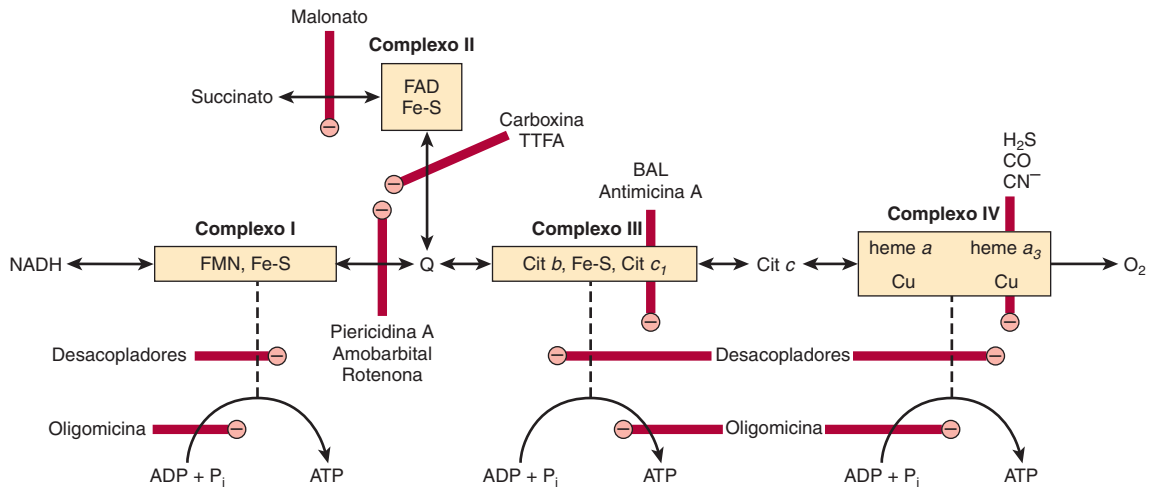 Malonato
Complexo II
Succinato
FAD
Fe-S
Carboxina
TTFA
H₂S
CO
CN⁻
BAL
Antimicina A
Complexo I
Complexo III
Complexo IV
NADH
FMN, Fe-S
Q
Cit b, Fe-S, Cit c₁
Cit c
heme a
heme a₃
Cu
Cu
O₂
Piericidina A
Amobarbital
Rotenona
Desacopladores
Desacopladores
Oligomicina
Oligomicina
ADP + Pᵢ
ATP
ADP + Pᵢ
ATP
ADP + Pᵢ
ATP